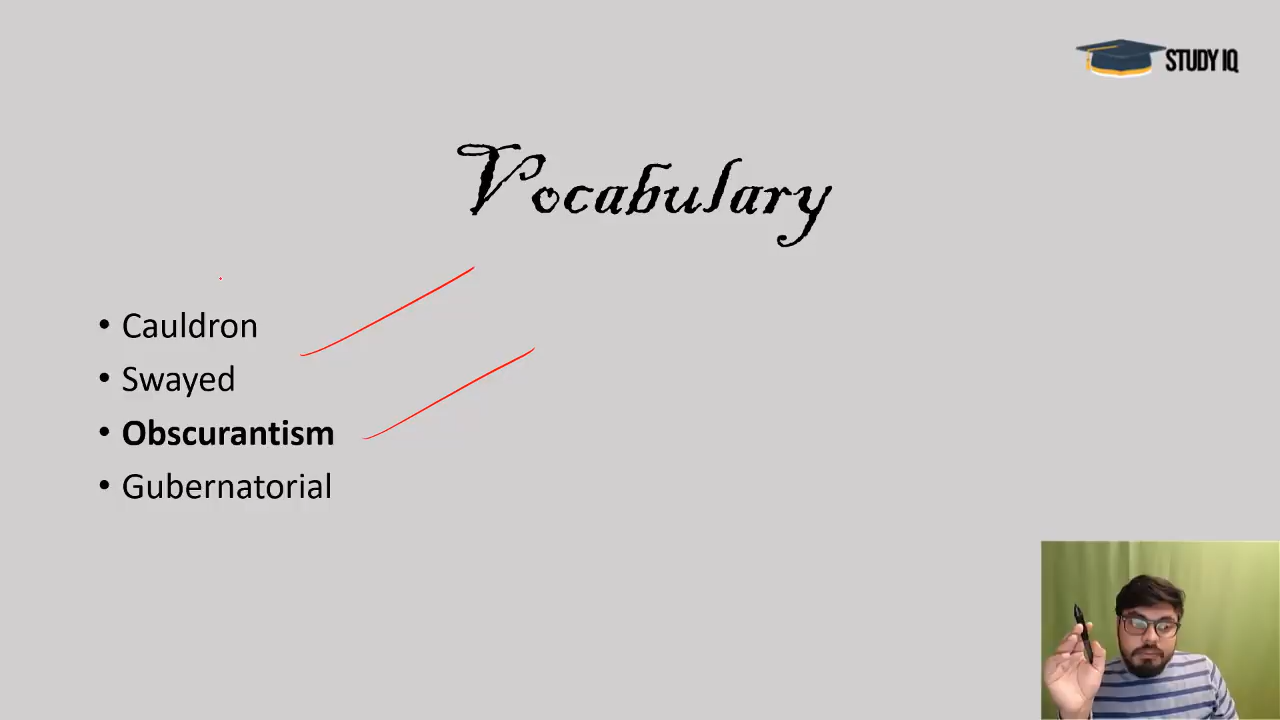 STUDY IQ
Vocabulary
• Cauldron
• Swayed
• Obscurantism
• Gubernatorial